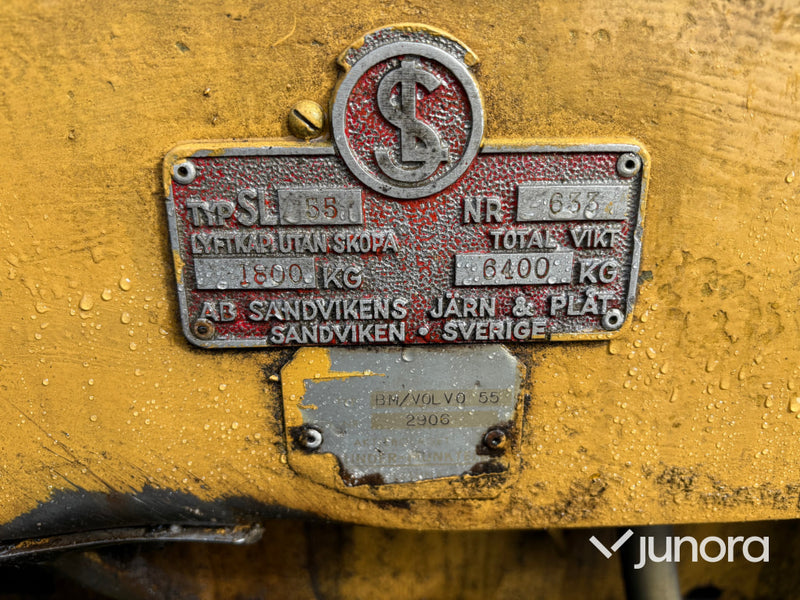 SL
TYP SL 55 NR 633
LYFTKAP. UTAN SKOPA TOTAL VIKT
1800 KG 6400 KG
AB SANDVIKENS JÄRN & PLÅT
SANDVIKEN • SVERIGE
BM/VOLVO 55
2906
junora